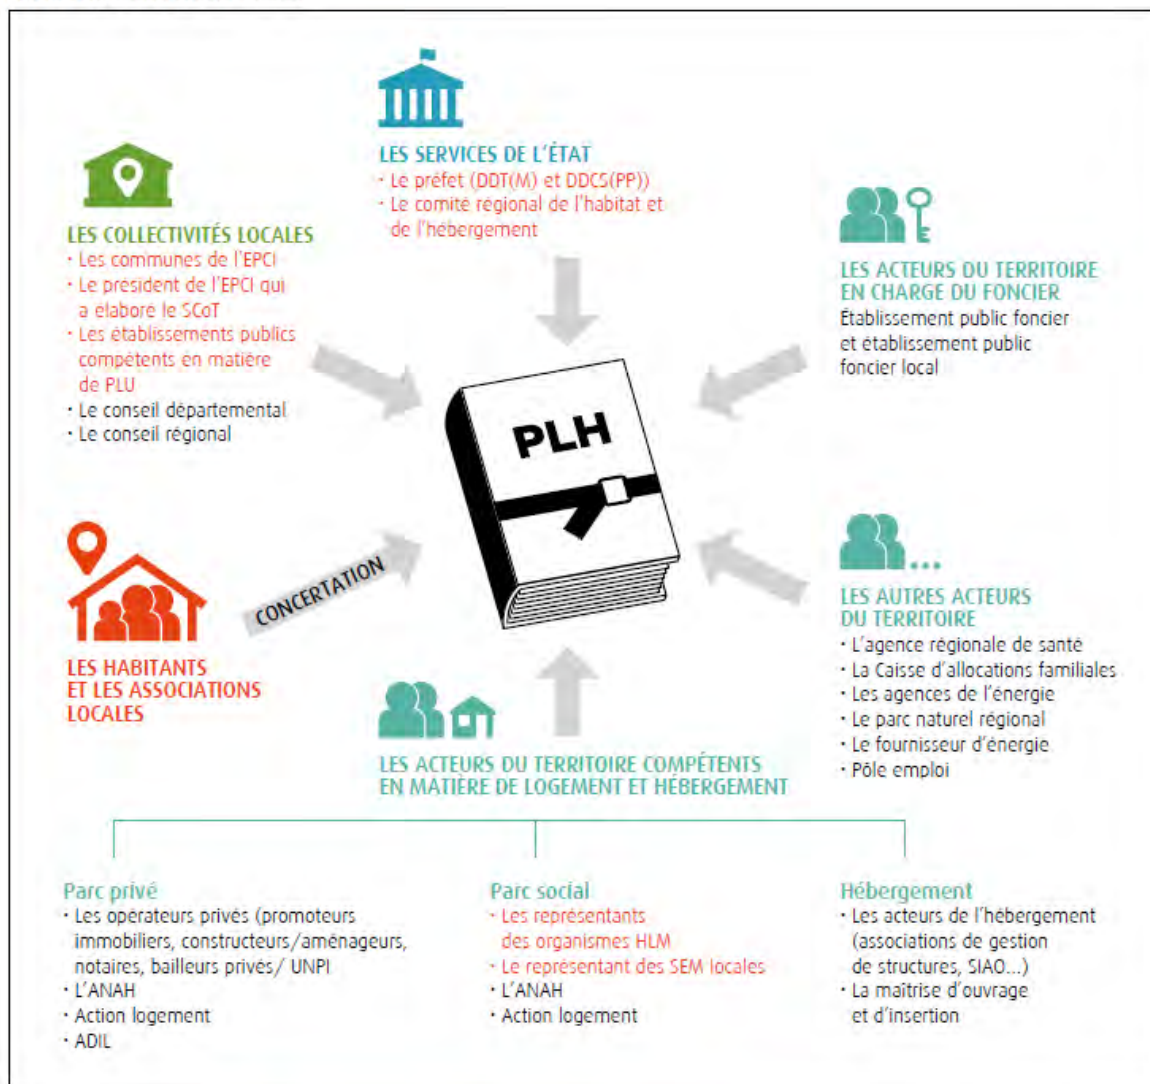 LES SERVICES DE L'ÉTAT
· Le préfet (DDT(M) et DDCS(PP))
· Le comité régional de l'habitat et
de l'hébergement
LES COLLECTIVITÉS LOCALES
· Les communes de l'EPCI
· Le président de l'EPCI qui
a élaboré le SCoT
· Les établissements publics
compétents en matière
de PLU
· Le conseil départemental
· Le conseil régional
LES ACTEURS DU TERRITOIRE
EN CHARGE DU FONCIER
Établissement public foncier
et établissement public
foncier local
PLH
CONCERTATION
LES HABITANTS
ET LES ASSOCIATIONS
LOCALES
LES AUTRES ACTEURS
DU TERRITOIRE
· L'agence régionale de santé
· La Caisse d'allocations familiales
· Les agences de l'énergie
· Le parc naturel régional
· Le fournisseur d'énergie
· Pôle emploi
LES ACTEURS DU TERRITOIRE COMPÉTENTS
EN MATIÈRE DE LOGEMENT ET HÉBERGEMENT
Parc privé
· Les opérateurs privés (promoteurs
immobiliers, constructeurs/aménageurs,
notaires, bailleurs privés/ UNPI
· L'ANAH
· Action logement
· ADIL
Parc social
· Les représentants
des organismes HLM
· Le représentant des SEM locales
· L'ANAH
· Action logement
Hébergement
· Les acteurs de l'hébergement
(associations de gestion
de structures, SIAO...)
· La maîtrise d'ouvrage
et d'insertion